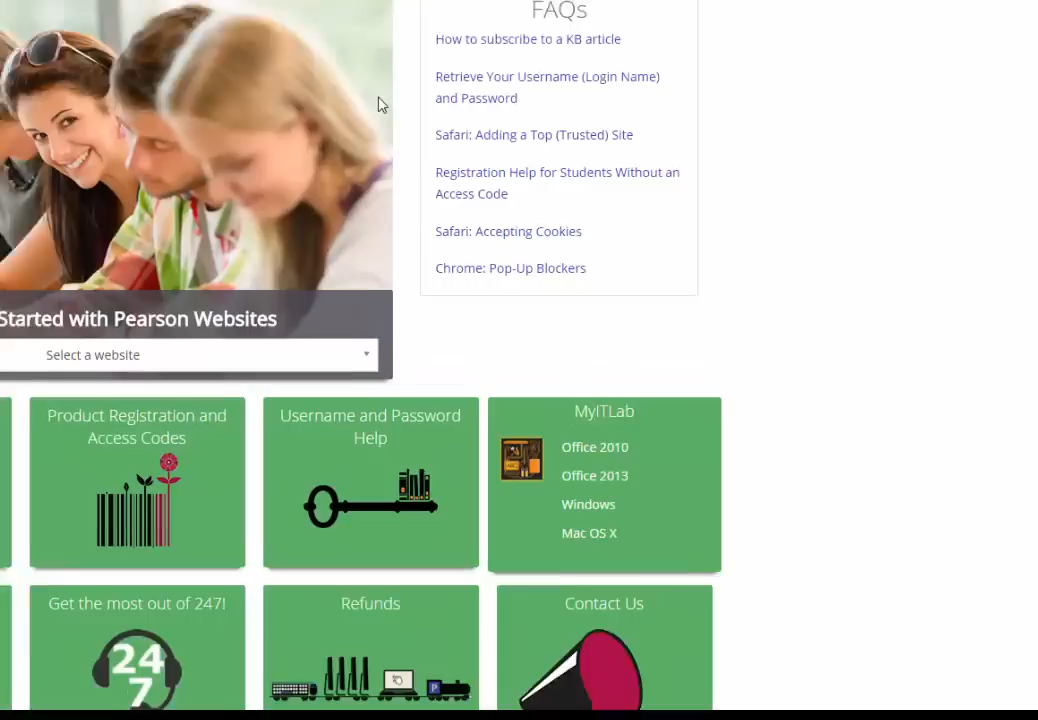 FAQs
How to subscribe to a KB article
Retrieve Your Username (Login Name)
and Password
Safari: Adding a Top (Trusted) Site
Registration Help for Students Without an
Access Code
Safari: Accepting Cookies
Chrome: Pop-Up Blockers
Started with Pearson Websites
Select a website
Product Registration and
Access Codes
Username and Password
Help
MyITLab
Office 2010
Office 2013
Windows
Mac OS X
Get the most out of 247!
24
7
Refunds
P
Contact Us